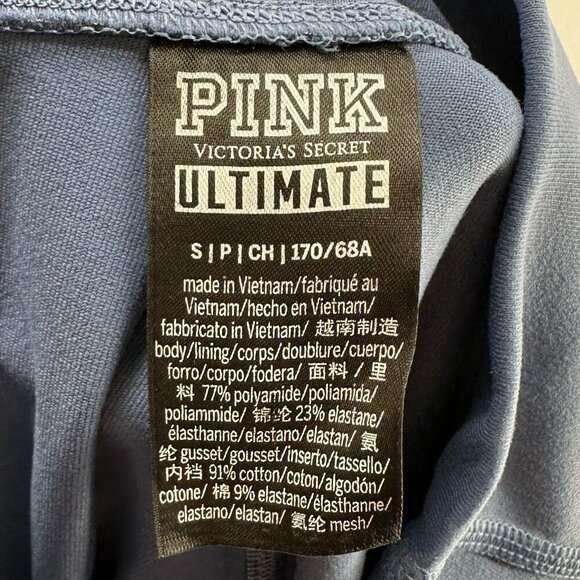 PINK
VICTORIA'S SECRET
ULTIMATE
S | P | CH | 170/68A
made in Vietnam/fabriqué au
Vietnam/hecho en Vietnam/
fabbricato in Vietnam/ 越南制造
body/lining/corps/doublure/cuerpo/
forro/corpo/fodera/ 面料 / 里
料 77% polyamide/poliamida/
poliammide/ 锦纶 23% elastane/
élasthanne/elastano/elastan/ 氨
纶 gusset/gousset/inserto/tassello/
内裆 91% cotton/coton/algodón/
cotone/ 棉 9% elastane/élasthanne/
elastano/elastan/ 氨纶 mesh/